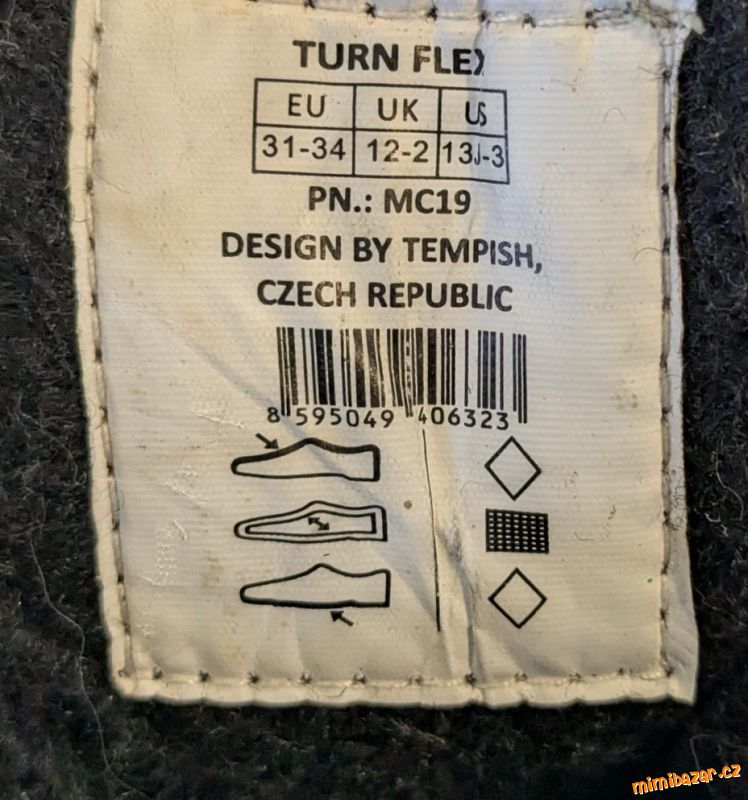 TURN FLEX
EU UK US
31-34 12-2 13J-3
PN.: MC19
DESIGN BY TEMPISH,
CZECH REPUBLIC
8 595049 406323
mimibazar.cz